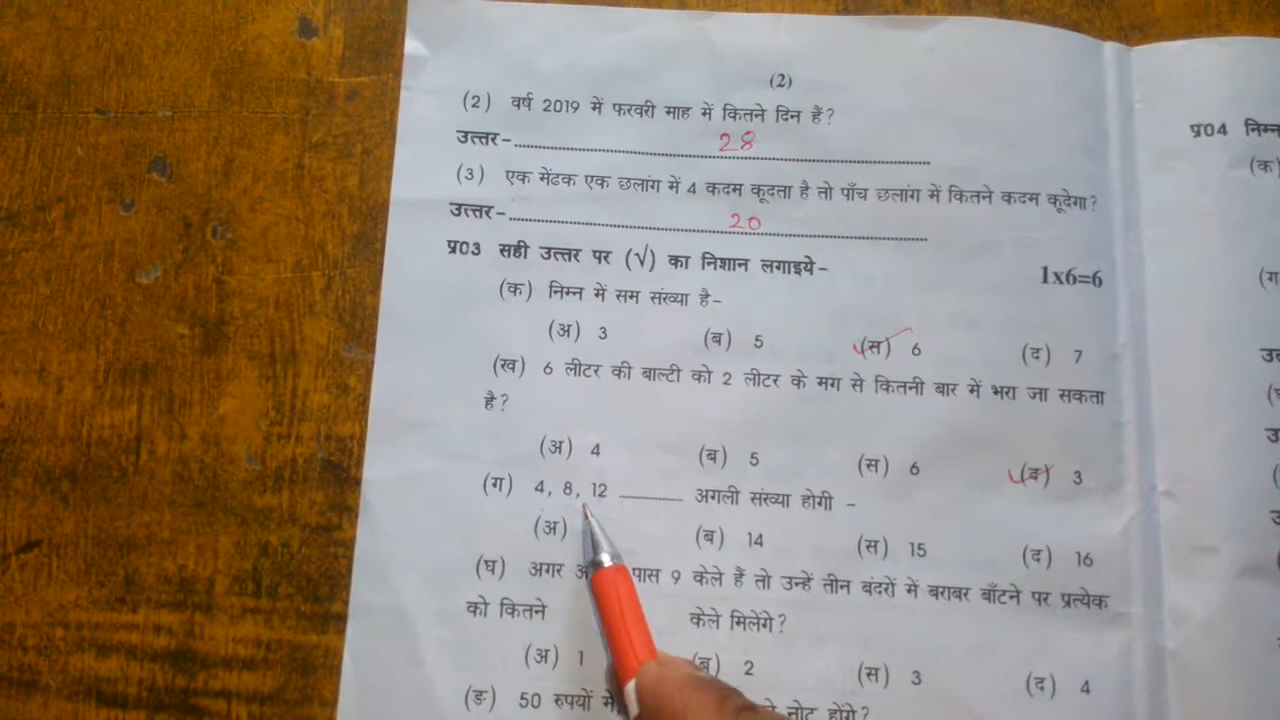 (2)
(2) वर्ष 2019 में फरवरी माह में कितने दिन हैं?
उत्तर- 28
(3) एक मेंढक एक छलांग में 4 कदम कूदता है तो पाँच छलांग में कितने कदम कूदेगा?
उत्तर- 20
प्र03 सही उत्तर पर (√) का निशान लगाइये- 1x6=6
(क) निम्न में सम संख्या है-
(अ) 3 (ब) 5 (स) 6 (द) 7
(ख) 6 लीटर की बाल्टी को 2 लीटर के मग से कितनी बार में भरा जा सकता
है?
(अ) 4 (ब) 5 (स) 6 (द) 3
(ग) 4, 8, 12 ............ अगली संख्या होगी -
(अ) (ब) 14 (स) 15 (द) 16
(घ) अगर पास 9 केले हैं तो उन्हें तीन बंदरों में बराबर बाँटने पर प्रत्येक
को कितने केले मिलेंगे?
(अ) 1 (ब) 2 (स) 3 (द) 4
(ङ) 50 रुपयों में नोट होंगे?
प्र04 निम्न
(क)
(ग